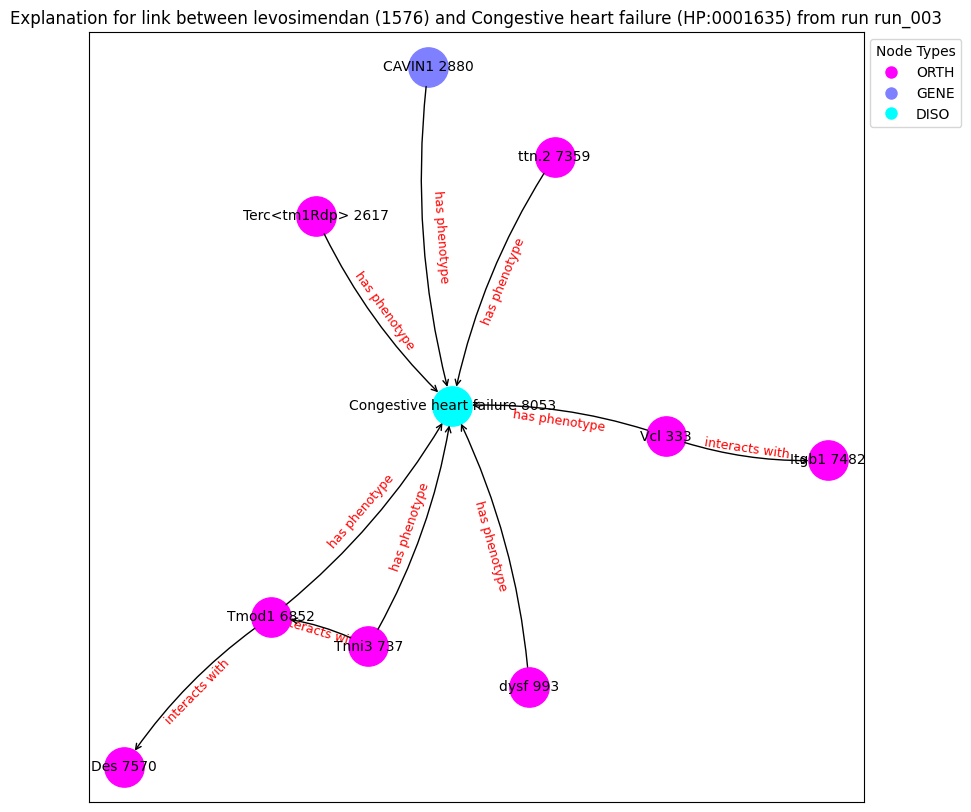 Explanation for link between levosimendan (1576) and Congestive heart failure (HP:0001635) from run run_003
Node Types
ORTH
GENE
DISO
CAVIN1 2880
ttn.2 7359
Terc<tm1Rdp> 2617
has phenotype
has phenotype
has phenotype
Congestive heart failure 8053
has phenotype
Vcl 333
interacts with
Itgb1 7482
has phenotype
has phenotype
has phenotype
Tmod1 6852
Tnni3 737
interacts with
dysf 993
Des 7570